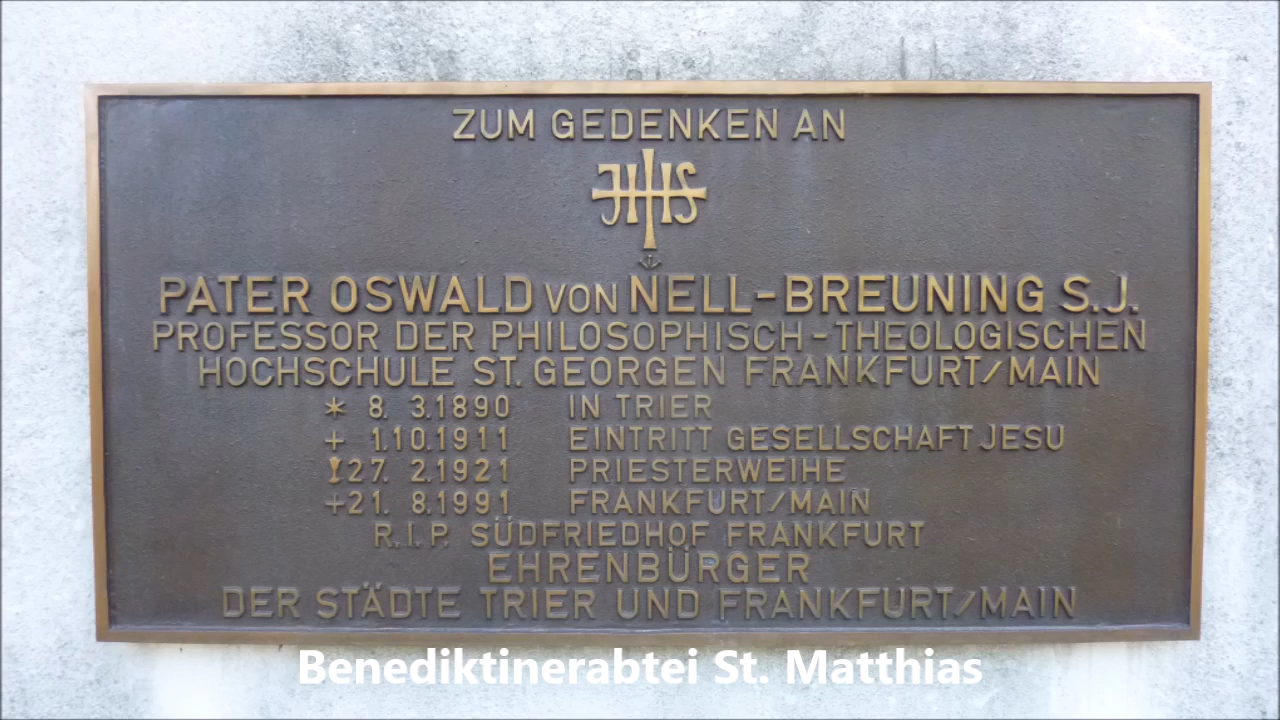 ZUM GEDENKEN AN
IHS
PATER OSWALD VON NELL-BREUNING S.J.
PROFESSOR DER PHILOSOPHISCH-THEOLOGISCHEN
HOCHSCHULE ST. GEORGEN FRANKFURT/MAIN
* 8. 3.1890 IN TRIER
+ 1.10.1911 EINTRITT GESELLSCHAFT JESU
27. 2.1921 PRIESTERWEIHE
+21. 8.1991 FRANKFURT/MAIN
R.I.P. SÜDFRIEDHOF FRANKFURT
EHRENBÜRGER
DER STÄDTE TRIER UND FRANKFURT/MAIN
Benediktinerabtei St. Matthias